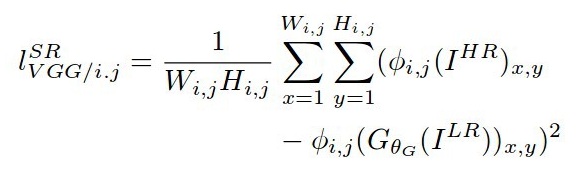 l^{SR}_{VGG/i.j} = \frac{1}{W_{i,j}H_{i,j}} \sum_{x=1}^{W_{i,j}} \sum_{y=1}^{H_{i,j}} (\phi_{i,j}(I^{HR})_{x,y}
- \phi_{i,j}(G_{\theta_G}(I^{LR}))_{x,y})^2